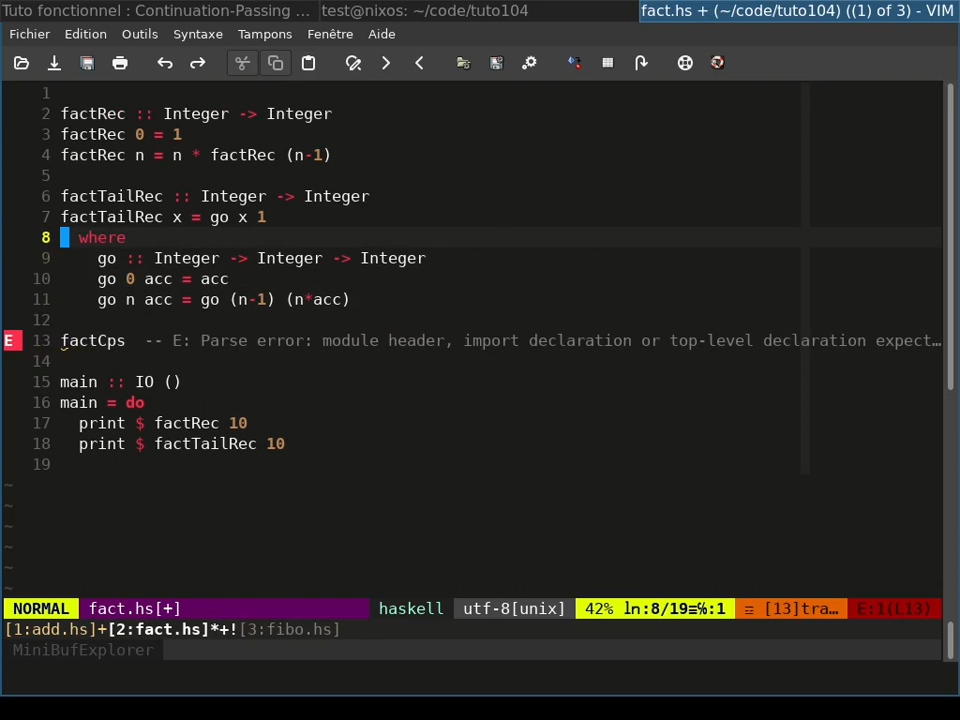 Tuto fonctionnel : Continuation-Passing ... test@nixos: ~/code/tuto104 fact.hs + (~/code/tuto104) ((1) of 3) - VIM
Fichier Edition Outils Syntaxe Tampons Fenêtre Aide
1
2 factRec :: Integer -> Integer
3 factRec 0 = 1
4 factRec n = n * factRec (n-1)
5
6 factTailRec :: Integer -> Integer
7 factTailRec x = go x 1
8 where
9 go :: Integer -> Integer -> Integer
10 go 0 acc = acc
11 go n acc = go (n-1) (n*acc)
12
E 13 factCps -- E: Parse error: module header, import declaration or top-level declaration expect…
14
15 main :: IO ()
16 main = do
17 print $ factRec 10
18 print $ factTailRec 10
19
~
~
~
~
~
~
NORMAL fact.hs[+] haskell utf-8[unix] 42% ln:8/19≡℅:1 ☲ [13]tra… E:1(L13)
[1:add.hs]+[2:fact.hs]*+![3:fibo.hs]
MiniBufExplorer